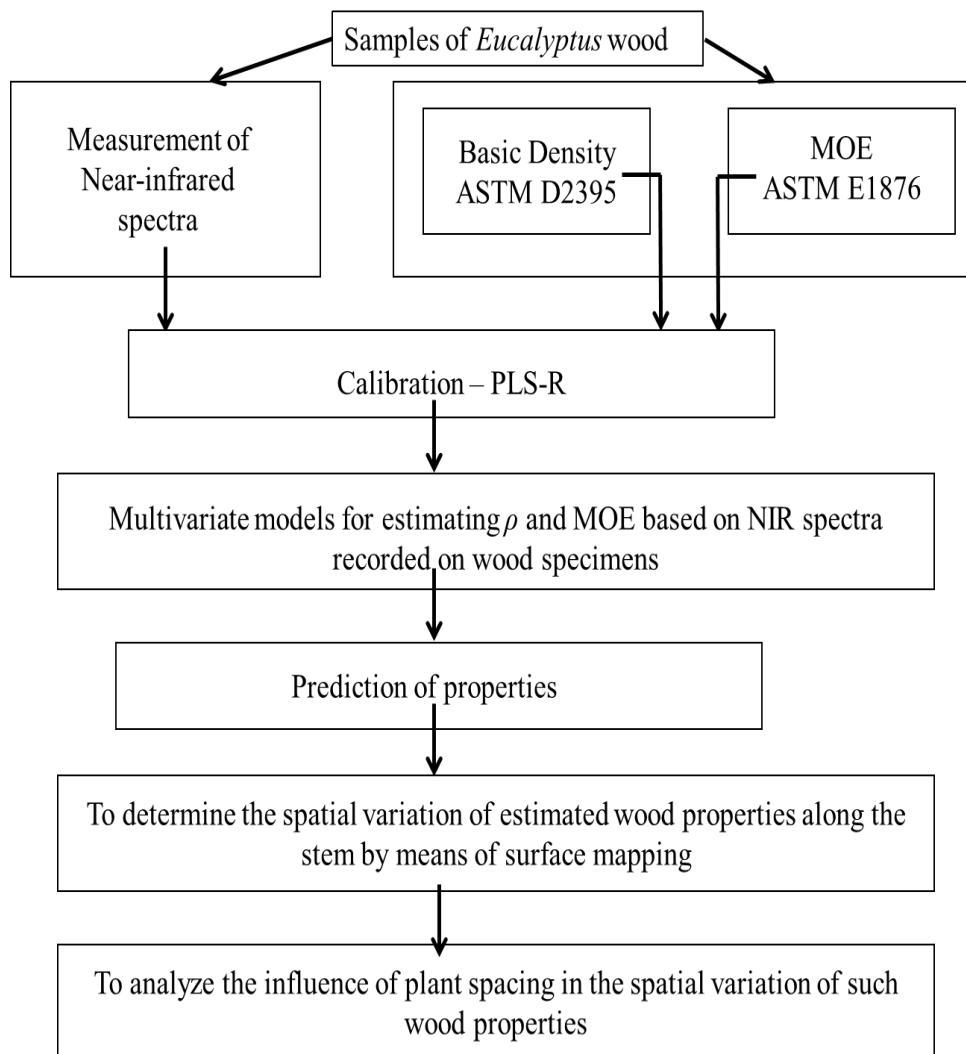 Samples of Eucalyptus wood
Measurement of
Near-infrared
spectra
Basic Density
ASTM D2395
MOE
ASTM E1876
Calibration – PLS-R
Multivariate models for estimating ρ and MOE based on NIR spectra
recorded on wood specimens
Prediction of properties
To determine the spatial variation of estimated wood properties along the
stem by means of surface mapping
To analyze the influence of plant spacing in the spatial variation of such
wood properties